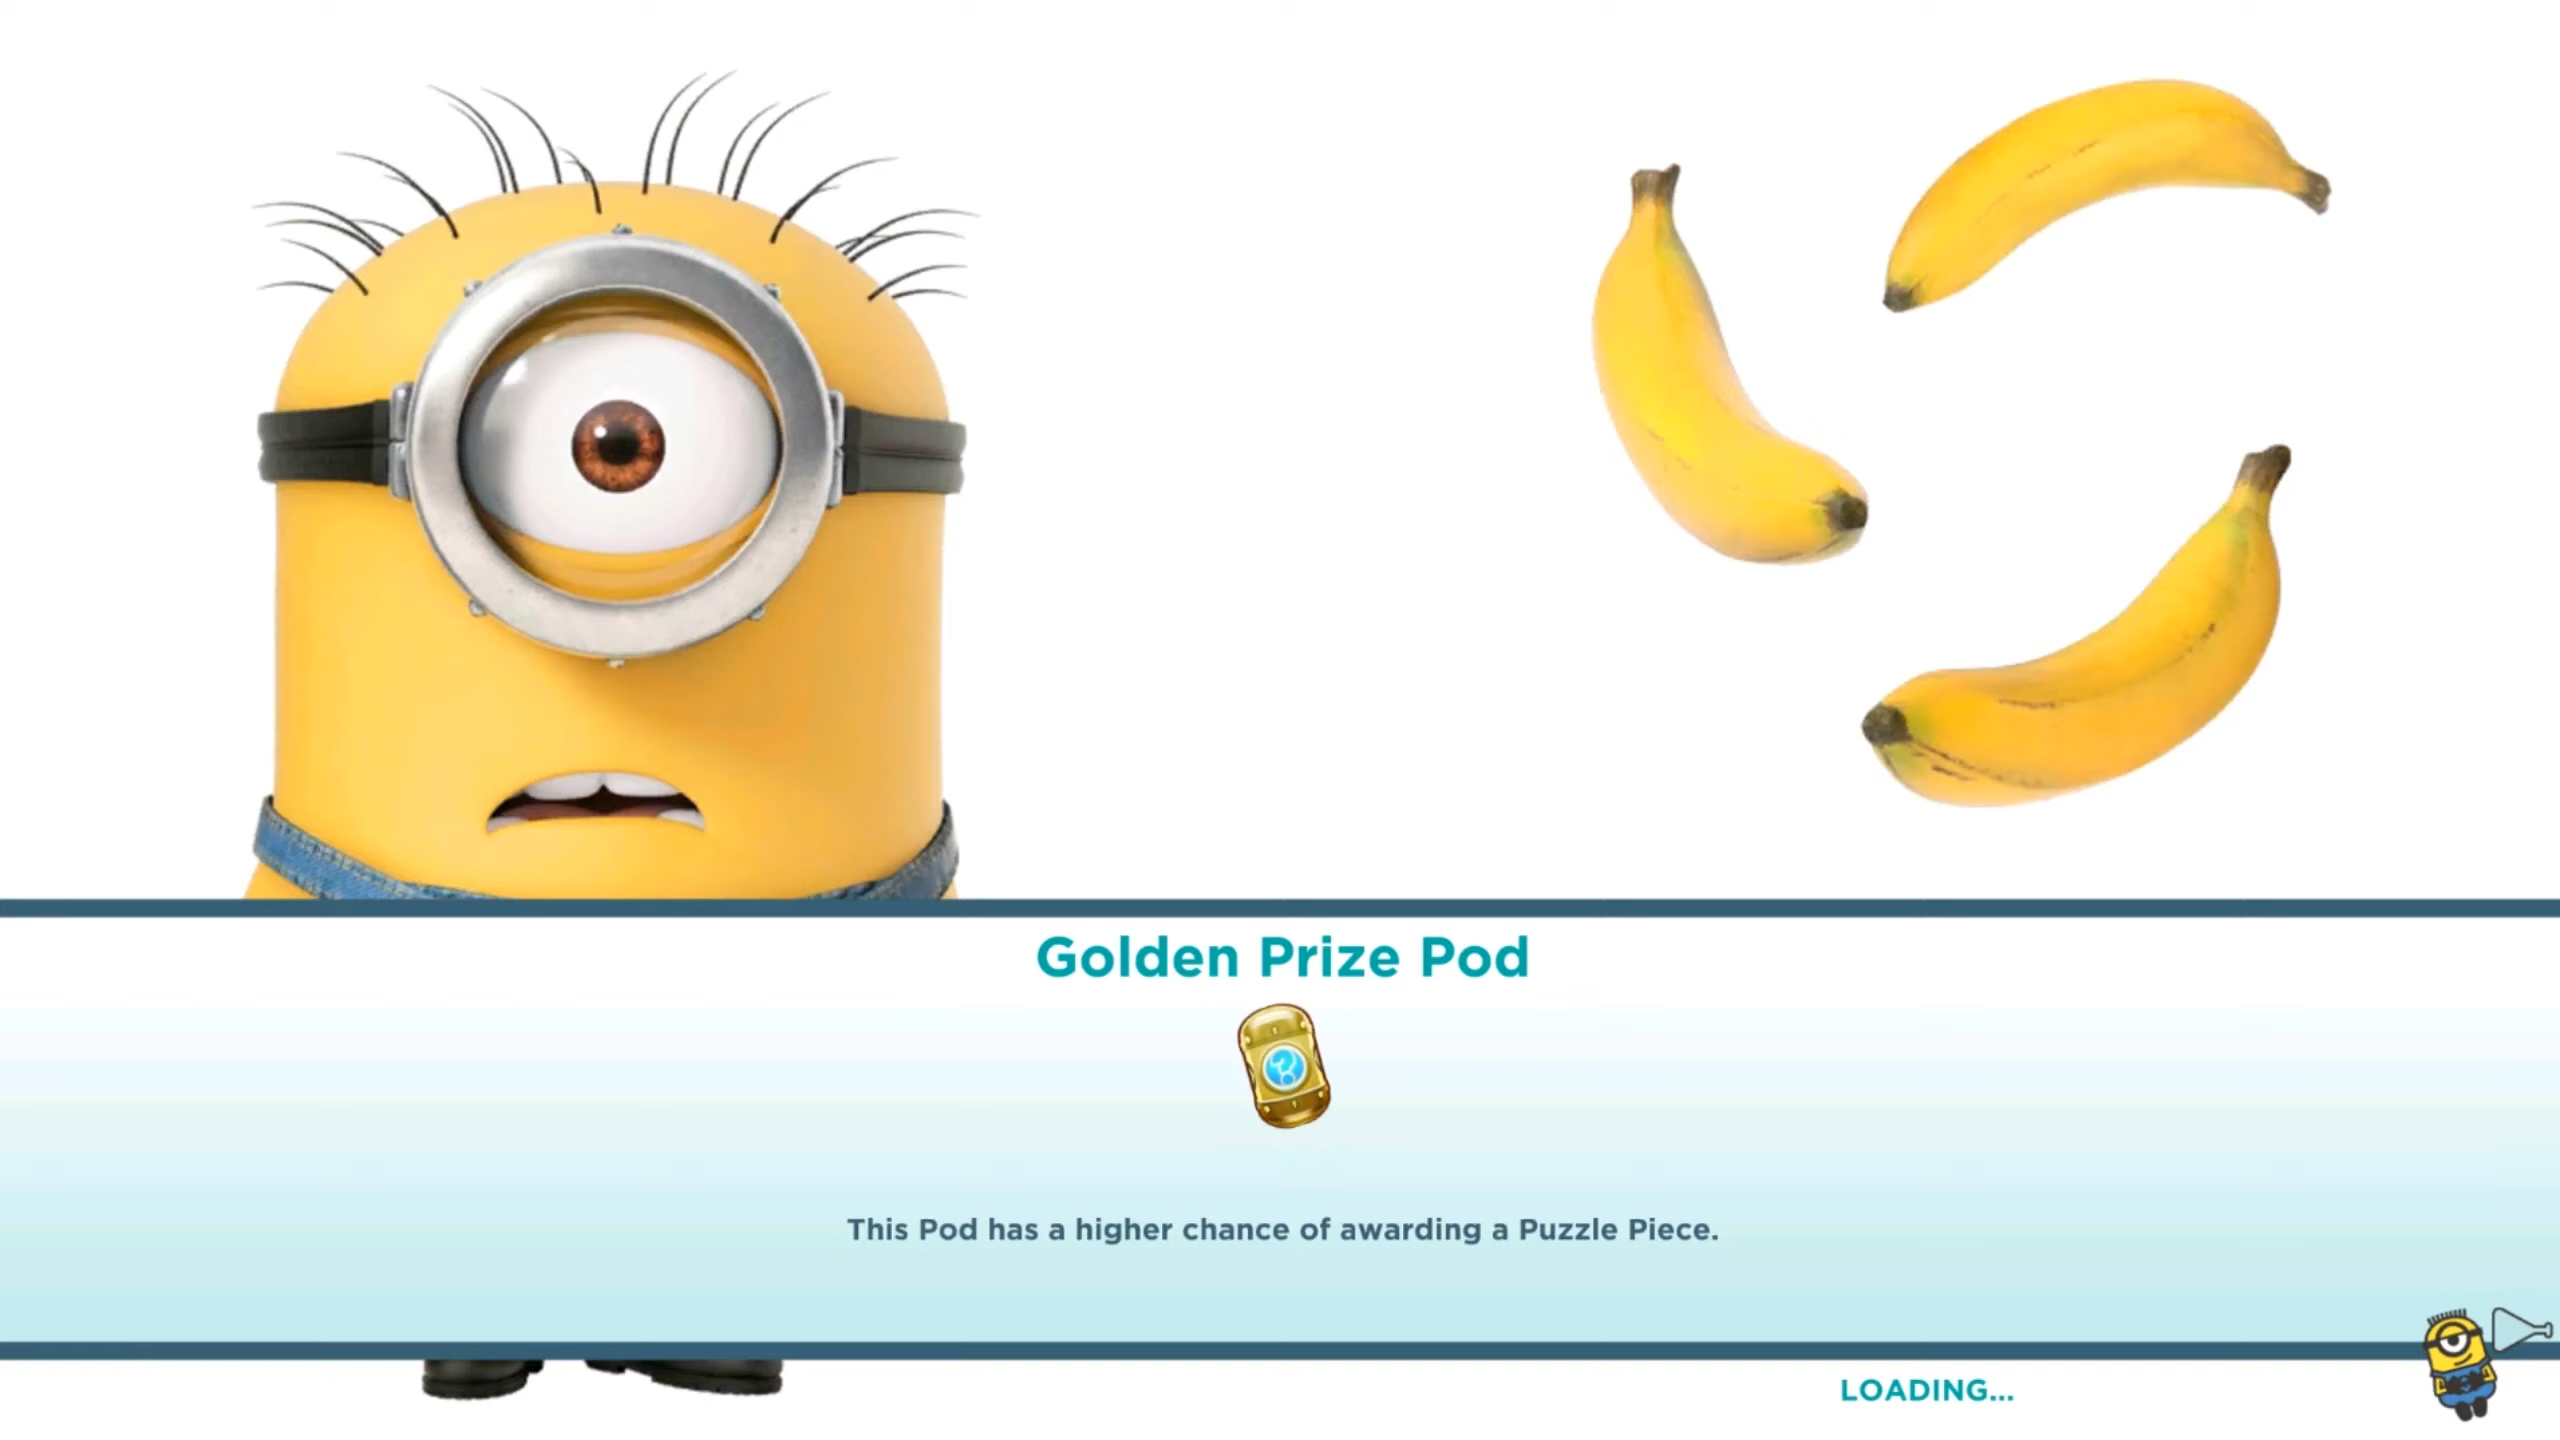 Golden Prize Pod
This Pod has a higher chance of awarding a Puzzle Piece.
LOADING...